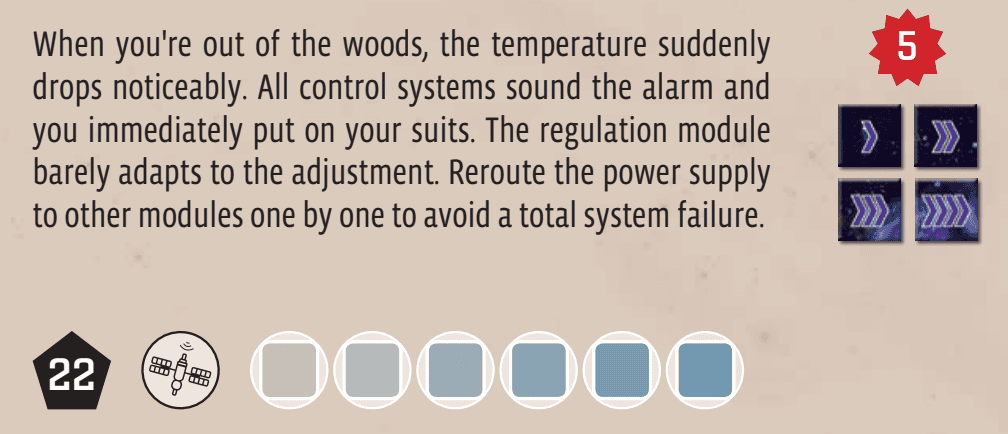 When you're out of the woods, the temperature suddenly
drops noticeably. All control systems sound the alarm and
you immediately put on your suits. The regulation module
barely adapts to the adjustment. Reroute the power supply
to other modules one by one to avoid a total system failure.
5
22